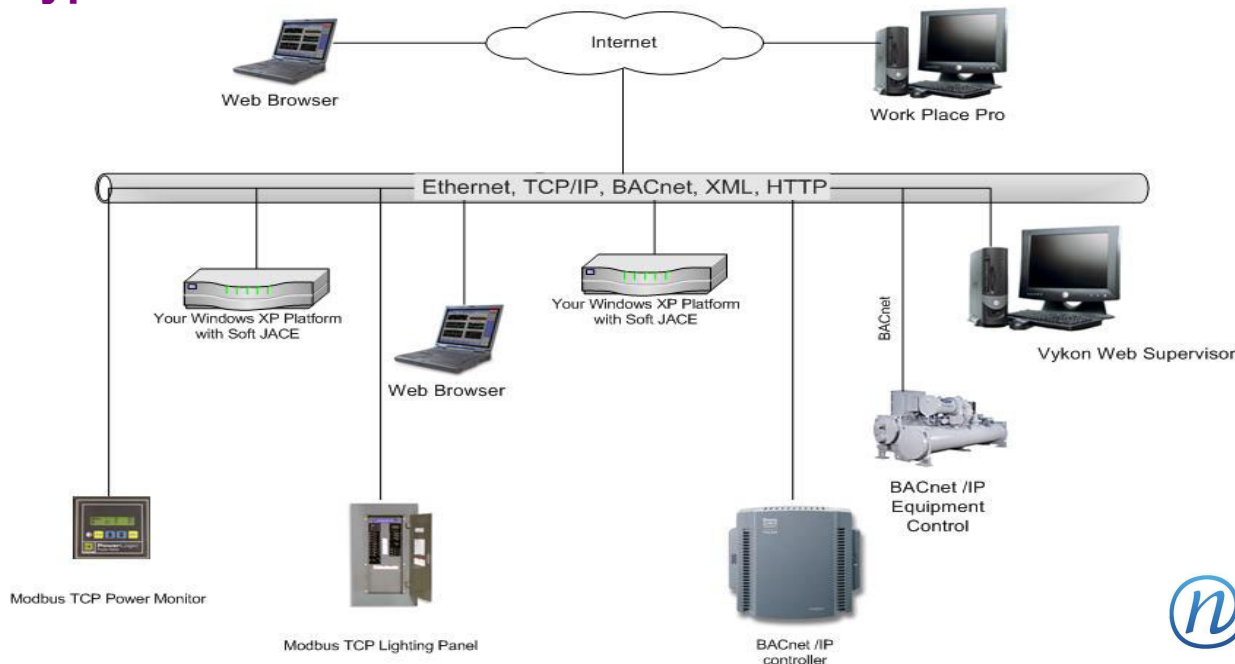 Internet
Web Browser
Work Place Pro
Ethernet, TCP/IP, BACnet, XML, HTTP
Your Windows XP Platform
with Soft JACE
Your Windows XP Platform
with Soft JACE
BACnet
Vykon Web Supervisor
Web Browser
BACnet /IP
Equipment
Control
Modbus TCP Power Monitor
Modbus TCP Lighting Panel
BACnet /IP
controller
n